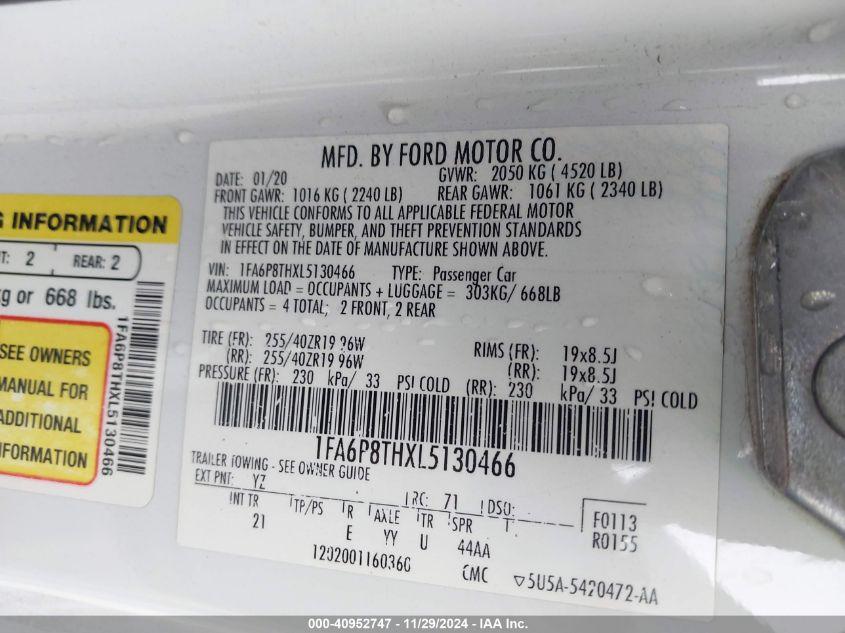 MFD. BY FORD MOTOR CO.
DATE: 01/20 GVWR: 2050 KG ( 4520 LB)
FRONT GAWR: 1016 KG ( 2240 LB) REAR GAWR: 1061 KG ( 2340 LB)
THIS VEHICLE CONFORMS TO ALL APPLICABLE FEDERAL MOTOR
VEHICLE SAFETY, BUMPER, AND THEFT PREVENTION STANDARDS
IN EFFECT ON THE DATE OF MANUFACTURE SHOWN ABOVE.
VIN: 1FA6P8THXL5130466 TYPE: Passenger Car
MAXIMUM LOAD = OCCUPANTS + LUGGAGE = 303KG/ 668LB
OCCUPANTS = 4 TOTAL; 2 FRONT, 2 REAR
TIRE (FR): 255/40ZR19 96W RIMS (FR): 19x8.5J
(RR): 255/40ZR19 96W (RR): 19x8.5J
PRESSURE (FR): 230 kPa/ 33 PSI COLD (RR): 230 kPa/ 33 PSI COLD
1FA6P8THXL5130466
TRAILER TOWING - SEE OWNER GUIDE
EXT PNT: YZ RC: 71 DSO:
INT TR TP/PS R AXLE TR SPR T F0113
21 E YY U 44AA R0155
CMC ▽5U5A-5420472-AA
G INFORMATION
T: 2 REAR: 2
kg or 668 lbs.
SEE OWNERS
MANUAL FOR
ADDITIONAL
INFORMATION
1FA6P8THXL5130466
000-40952747 - 11/29/2024 - IAA Inc.